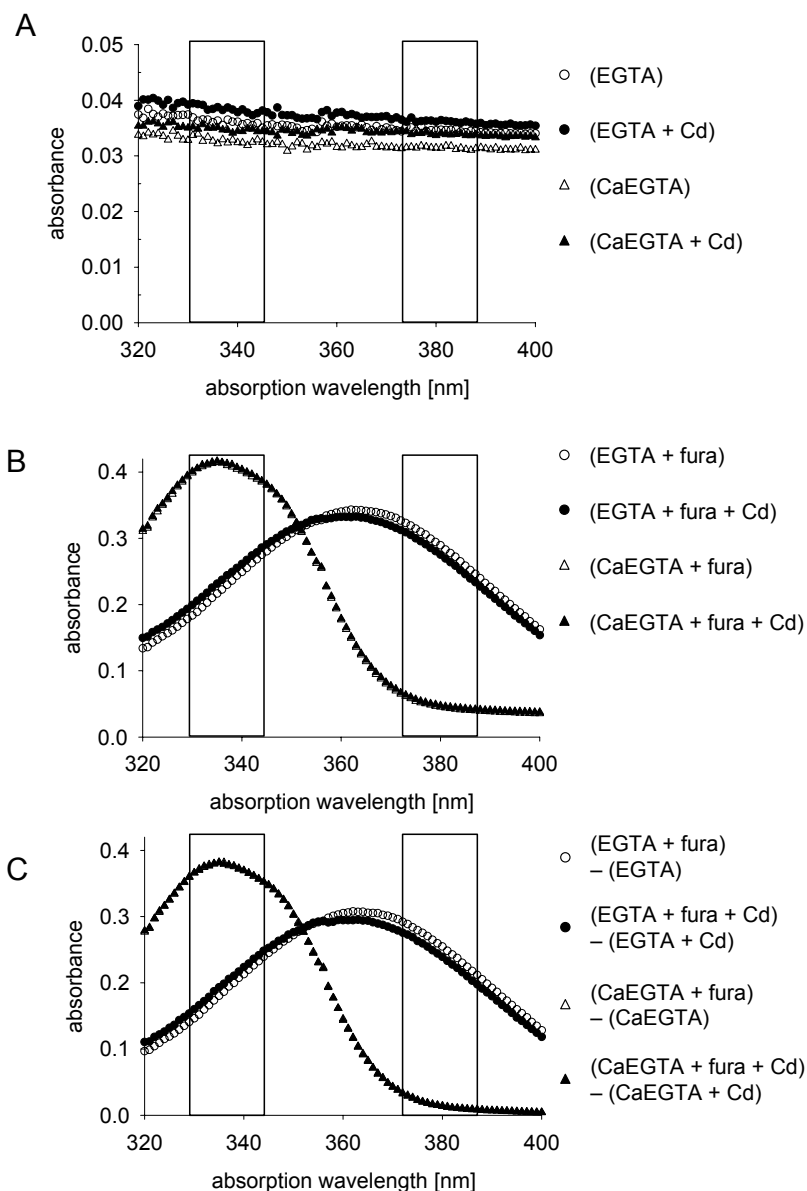 A
0.05
0.04
0.03
0.02
0.01
0.00
absorbance
320
340
360
380
400
absorption wavelength [nm]
(EGTA)
(EGTA + Cd)
(CaEGTA)
(CaEGTA + Cd)
B
0.4
0.3
0.2
0.1
0.0
absorbance
320
340
360
380
400
absorption wavelength [nm]
(EGTA + fura)
(EGTA + fura + Cd)
(CaEGTA + fura)
(CaEGTA + fura + Cd)
C
0.4
0.3
0.2
0.1
0.0
absorbance
320
340
360
380
400
absorption wavelength [nm]
(EGTA + fura)
– (EGTA)
(EGTA + fura + Cd)
– (EGTA + Cd)
(CaEGTA + fura)
– (CaEGTA)
(CaEGTA + fura + Cd)
– (CaEGTA + Cd)